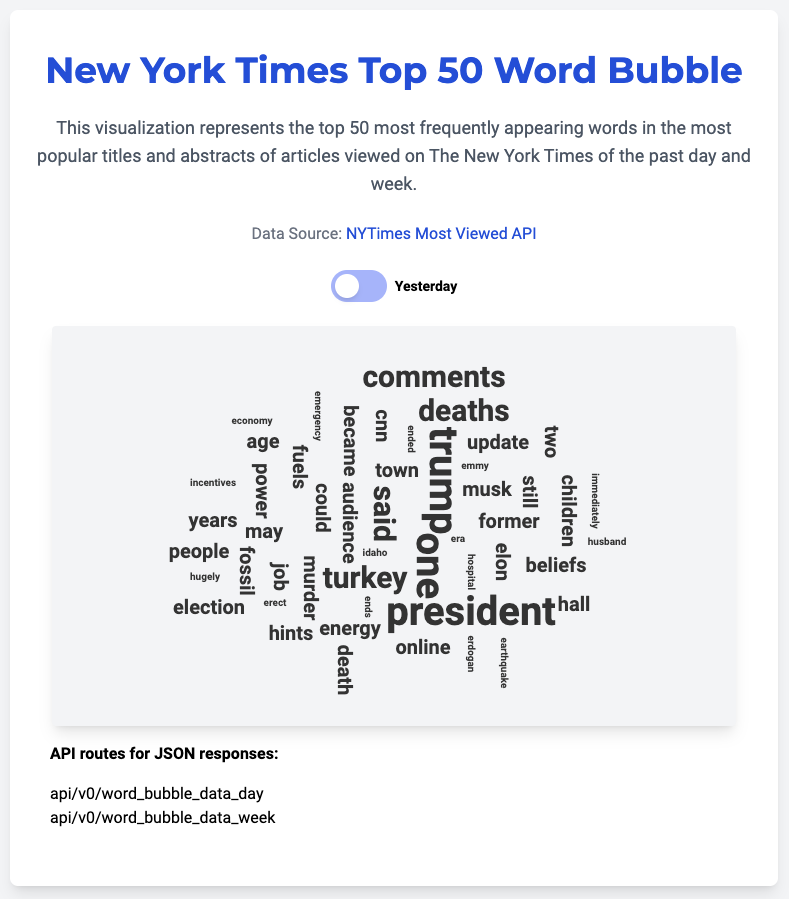 New York Times Top 50 Word Bubble
This visualization represents the top 50 most frequently appearing words in the most
popular titles and abstracts of articles viewed on The New York Times of the past day and
week.
Data Source: NYTimes Most Viewed API
Yesterday
comments
deaths
economy
emergency
became
cnn
ended
trump
update
two
age
fuels
town
emmy
incentives
power
could
audience
said
musk
still
children
immediately
years
may
former
people
fossil
job
murder
idaho
one
era
elon
husband
hugely
turkey
hospital
beliefs
election
erect
ends
president
hall
hints
energy
death
online
erdogan
earthquake
API routes for JSON responses:
api/v0/word_bubble_data_day
api/v0/word_bubble_data_week